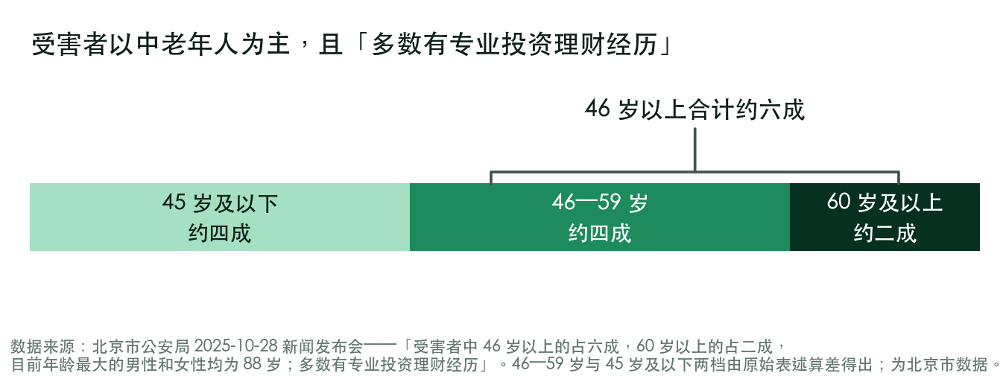 受害者以中老年人为主，且「多数有专业投资理财经历」
46 岁以上合计约六成
45 岁及以下
约四成
46—59 岁
约四成
60 岁及以上
约二成
数据来源：北京市公安局 2025-10-28 新闻发布会——「受害者中 46 岁以上的占六成，60 岁以上的占二成，
目前年龄最大的男性和女性均为 88 岁；多数有专业投资理财经历」。46—59 岁与 45 岁及以下两档由原始表述算差得出；为北京市数据。